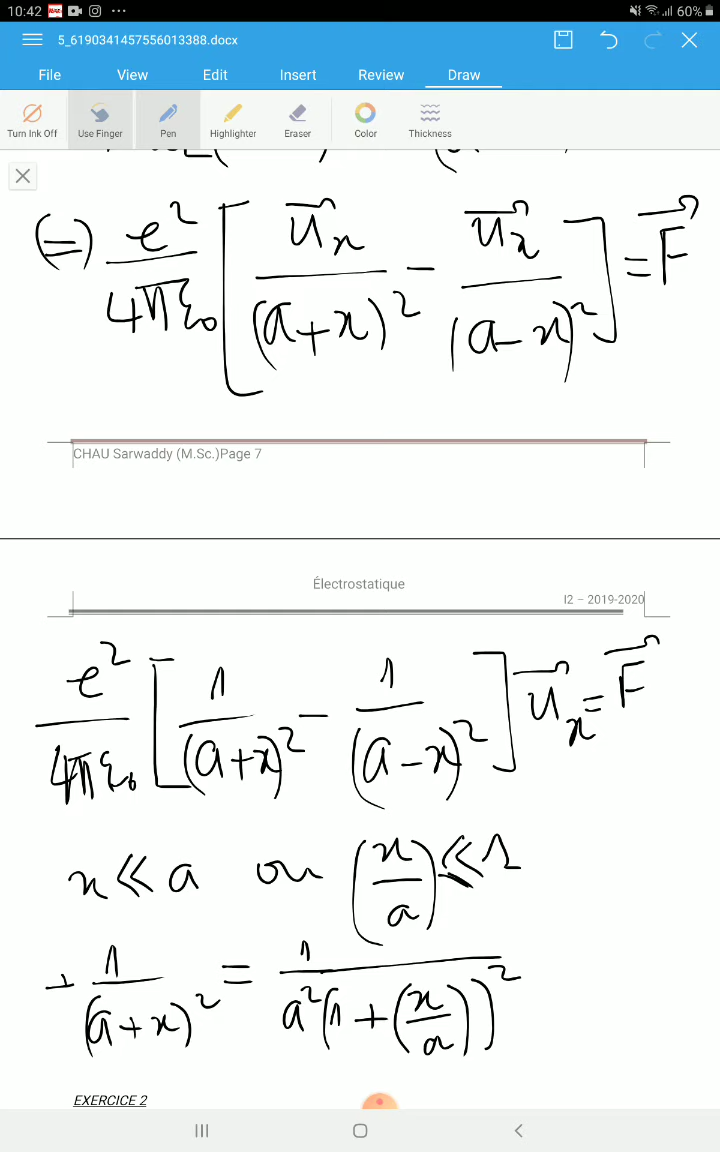 10:42 60%
5_6190341457556013388.docx
File View Edit Insert Review Draw
Turn Ink Off Use Finger Pen Highlighter Eraser Color Thickness
(=) e²/4πε₀ [ u⃗x/(a+x)² − u⃗x/(a−x)² ] = F⃗
CHAU Sarwaddy (M.Sc.)Page 7
Électrostatique
I2 – 2019-2020
e²/4πε₀ [ 1/(a+x)² − 1/(a−x)² ] u⃗x = F⃗
x ≪ a ou (x/a) ≪ 1
+ 1/(a+x)² = 1/a²(1+(x/a))²
EXERCICE 2